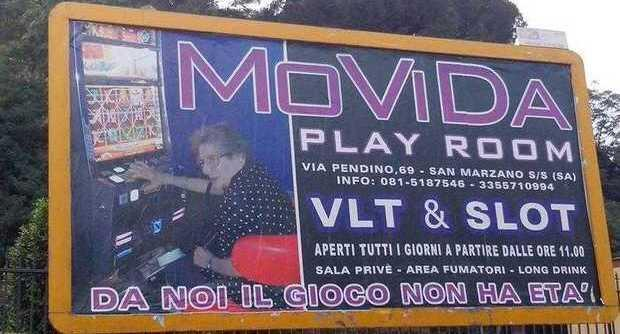 MoViDa
PLAY ROOM
VIA PENDINO,69 - SAN MARZANO S/S (SA)
INFO: 081-5187546 - 3355710994
VLT & SLOT
APERTI TUTTI I GIORNI A PARTIRE DALLE ORE 11.00
SALA PRIVÈ - AREA FUMATORI - LONG DRINK
DA NOI IL GIOCO NON HA ETA'